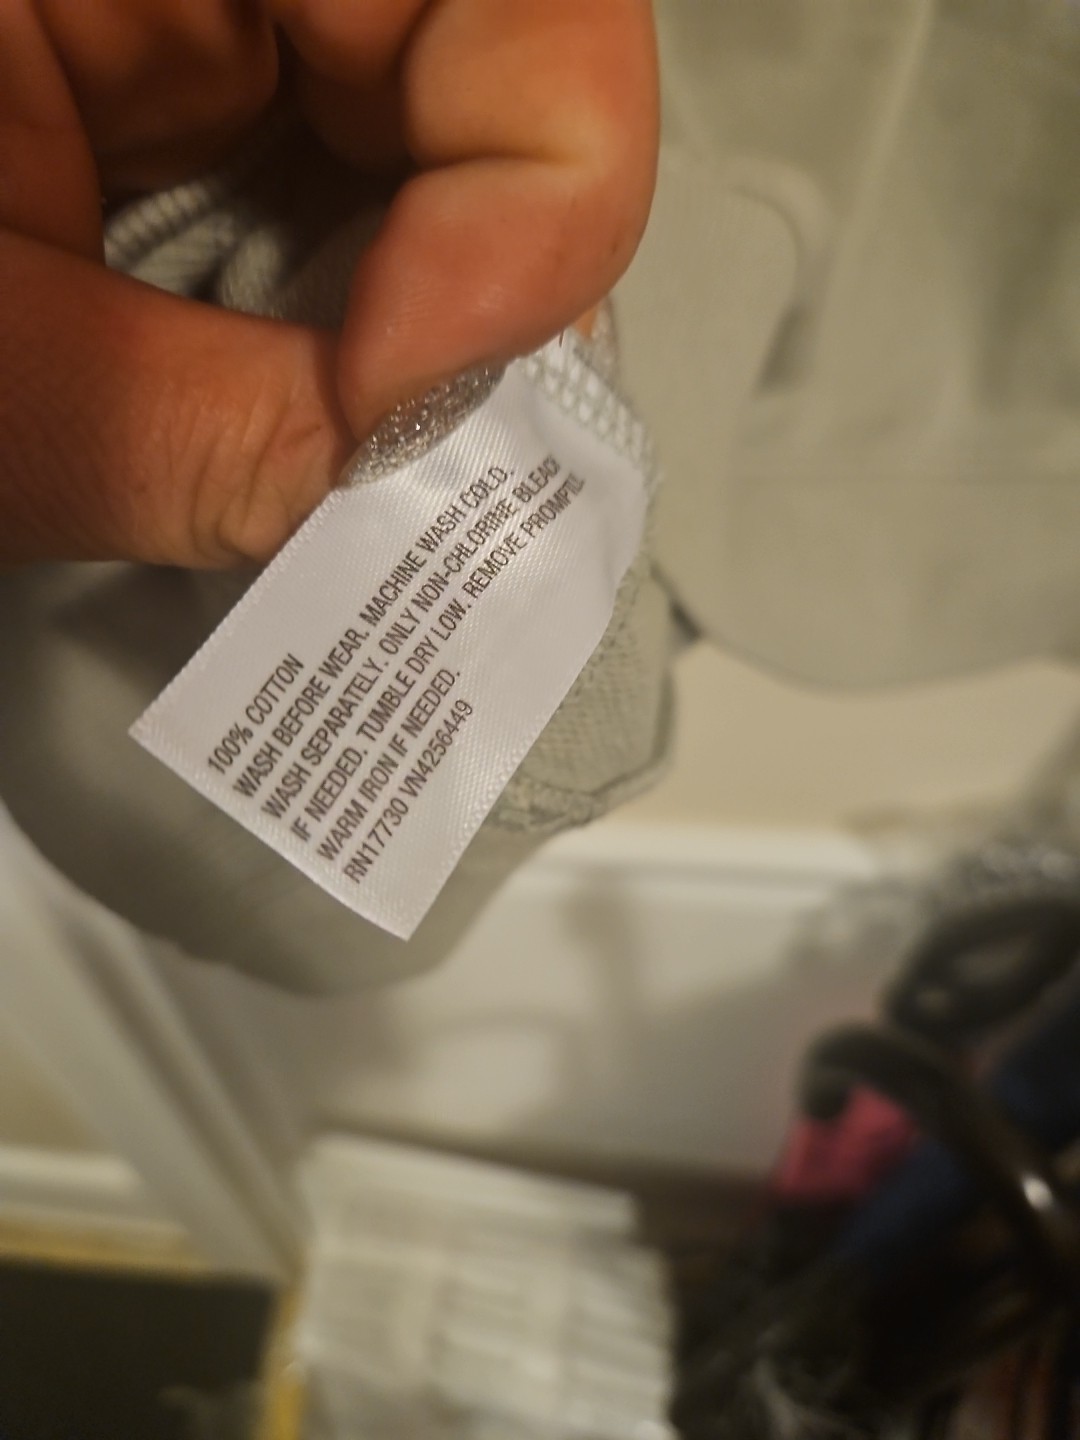 100% COTTON
WASH BEFORE WEAR. MACHINE WASH COLD.
WASH SEPARATELY. ONLY NON-CHLORINE BLEACH
IF NEEDED. TUMBLE DRY LOW. REMOVE PROMPTLY
WARM IRON IF NEEDED.
RN17730 VN4256449